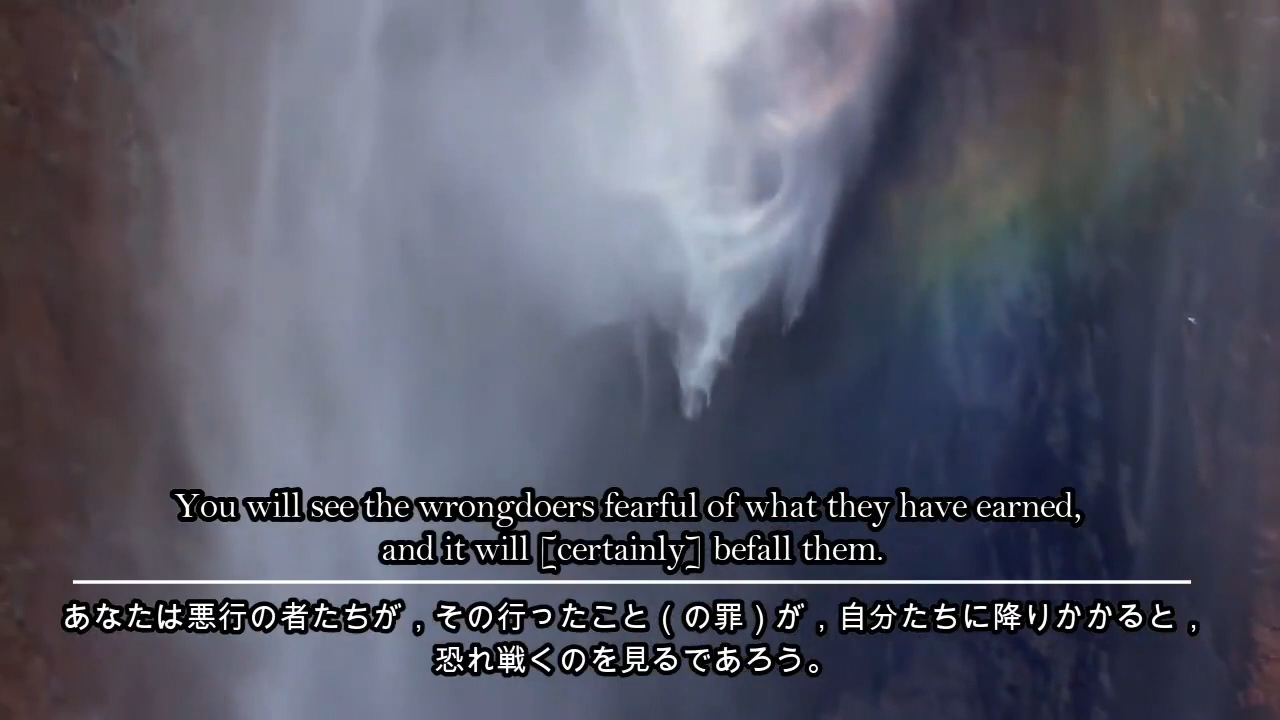 You will see the wrongdoers fearful of what they have earned,
and it will [certainly] befall them.
あなたは悪行の者たちが , その行ったこと ( の罪 ) が , 自分たちに降りかかると ,
恐れ戦くのを見るであろう。